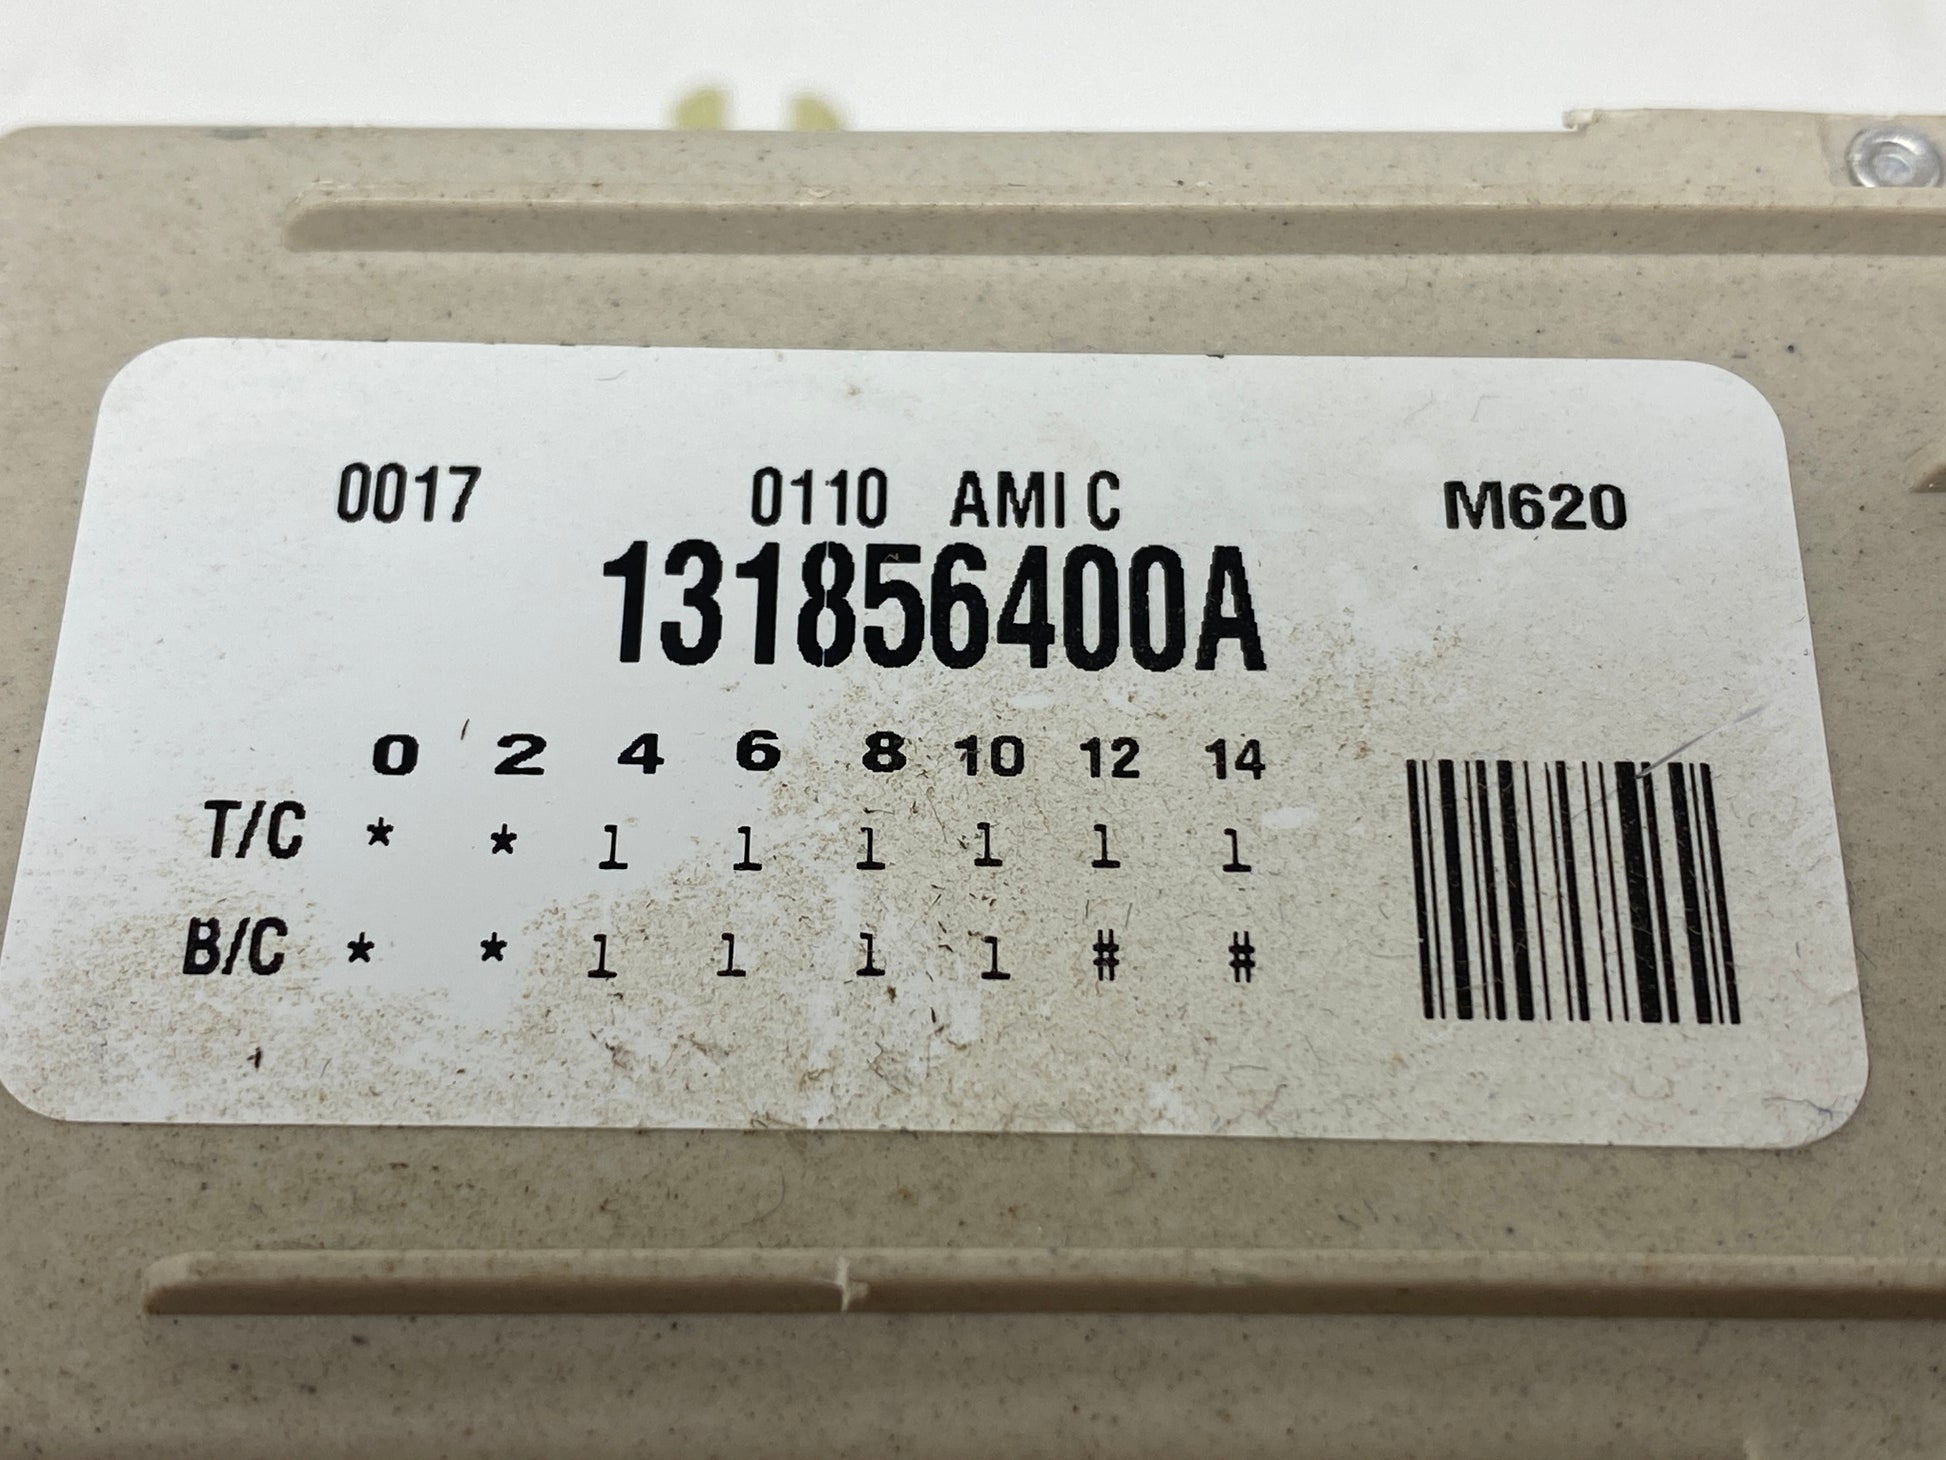 0017 0110 AMI C M620
131856400A
0 2 4 6 8 10 12 14
T/C * * 1 1 1 1 1 1
B/C * * 1 1 1 1 # #